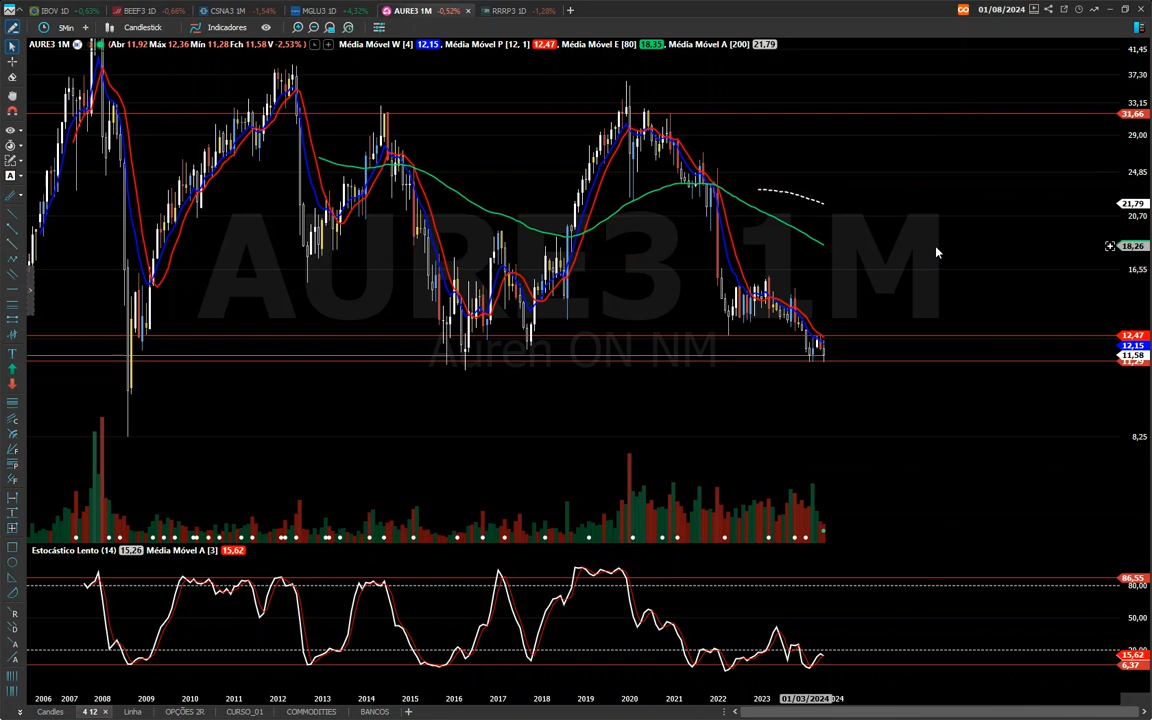 IBOV 1D +0,63% BEEF3 1D -0,66% CSNA3 1M -1,54% MGLU3 1D +4,32% AURE3 1M -0,52% × RRRP3 1D -1,28% + 01/08/2024
5Min + Candlestick Indicadores
AURE3 1M (Abr 11,92 Máx 12,36 Mín 11,28 Fch 11,58 V -2,53% ) Média Móvel W [4] 12,15, Média Móvel P [12, 1] 12,47, Média Móvel E [80] 18,35, Média Móvel A [200] 21,79
41,45
37,30
33,15
31,66
29,00
24,85
21,79
20,70
18,26
16,55
12,47
12,15
11,58
8,25
AURE3 1M
Auren ON NM
Estocástico Lento (14) 15,26 Média Móvel A [3] 15,62
86,55
80,00
50,00
15,62
6,37
2006 2007 2008 2009 2010 2011 2012 2013 2014 2015 2016 2017 2018 2019 2020 2021 2022 2023 01/03/2024 024
Candles 4 12 × Linha OPÇÕES 2R CURSO_01 COMMODITIES BANCOS +